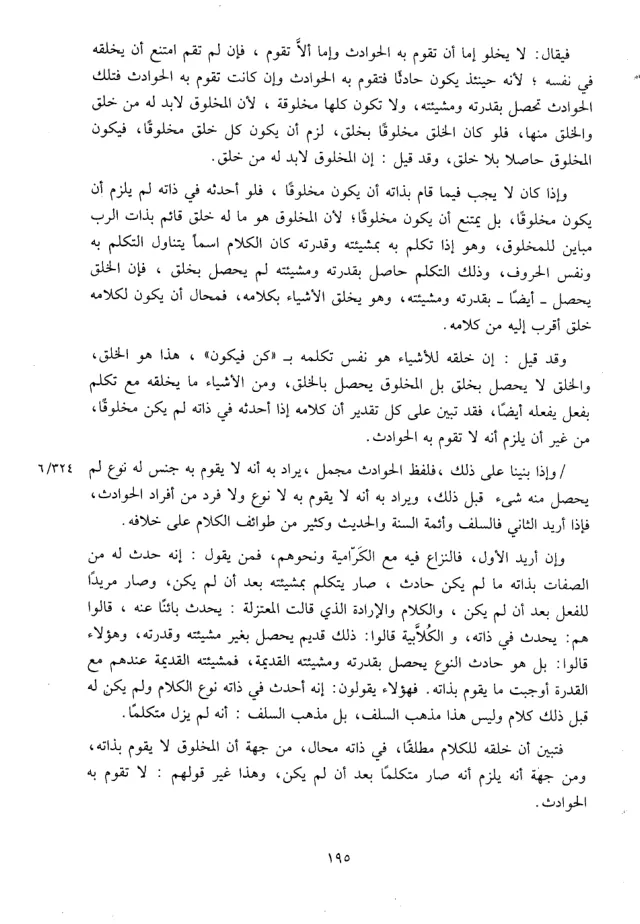 فيقال: لا يخلو إما أن تقوم به الحوادث وإما ألاَّ تقوم ، فإن لم تقم امتنع أن يخلقه
في نفسه ؛ لأنه حينئذ يكون حادثًا فتقوم به الحوادث وإن كانت تقوم به الحوادث فتلك
الحوادث تحصل بقدرته ومشيئته، ولا تكون كلها مخلوقة ، لأن المخلوق لابد له من خلق
والخلق منها، فلو كان الخلق مخلوقًا بخلق، لزم أن يكون كل خلق مخلوقًا، فيكون
المخلوق حاصلا بلا خلق، وقد قيل : إن المخلوق لابد له من خلق.
وإذا كان لا يجب فيما قام بذاته أن يكون مخلوقًا ، فلو أحدثه في ذاته لم يلزم أن
يكون مخلوقا، بل يمتنع أن يكون مخلوقًا؛ لأن المخلوق هو ما له خلق قائم بذات الرب
مباين للمخلوق، وهو إذا تكلم به بمشيئته وقدرته كان الكلام اسماً يتناول التكلم به
ونفس الحروف، وذلك التكلم حاصل بقدرته ومشيئته لم يحصل بخلق ، فإن الخلق
يحصل ـ أيضًا ـ بقدرته ومشيئته، وهو يخلق الأشياء بكلامه، فمحال أن يكون لكلامه
خلق أقرب إليه من كلامه.
وقد قيل : إن خلقه للأشياء هو نفس تكلمه بـ «كن فيكون» ، هذا هو الخلق،
والخلق لا يحصل بخلق بل المخلوق يحصل بالخلق، ومن الأشياء ما يخلقه مع تكلم
بفعل يفعله أيضًا، فقد تبين على كل تقدير أن كلامه إذا أحدثه في ذاته لم يكن مخلوقًا،
من غير أن يلزم أنه لا تقوم به الحوادث.
/ وإذا بنينا على ذلك ،فلفظ الحوادث مجمل ،يراد به أنه لا يقوم به جنس له نوع لم ٦/٣٢٤
يحصل منه شىء قبل ذلك، ويراد به أنه لا يقوم به لا نوع ولا فرد من أفراد الحوادث،
فإذا أريد الثاني فالسلف وأئمة السنة والحديث وكثير من طوائف الكلام على خلافه.
وإن أريد الأول، فالنزاع فيه مع الكَرّامية ونحوهم، فمن يقول : إنه حدث له من
الصفات بذاته ما لم يكن حادث ، صار يتكلم بمشيئته بعد أن لم يكن، وصار مريدًا
للفعل بعد أن لم يكن ، والكلام والإرادة الذي قالت المعتزلة : يحدث بائنًا عنه ، قالوا
هم: يحدث في ذاته، و الكُلاَّبية قالوا: ذلك قديم يحصل بغير مشيئته وقدرته، وهؤلاء
قالوا: بل هو حادث النوع يحصل بقدرته ومشيئته القديمة، فمشيئته القديمة عندهم مع
القدرة أوجبت ما يقوم بذاته. فهؤلاء يقولون: إنه أحدث في ذاته نوع الكلام ولم يكن له
قبل ذلك كلام وليس هذا مذهب السلف، بل مذهب السلف : أنه لم يزل متكلمًا.
فتبين أن خلقه للكلام مطلقًا، في ذاته محال، من جهة أن المخلوق لا يقوم بذاته،
ومن جهة أنه يلزم أنه صار متكلمًا بعد أن لم يكن، وهذا غير قولهم : لا تقوم به
الحوادث.
١٩٥